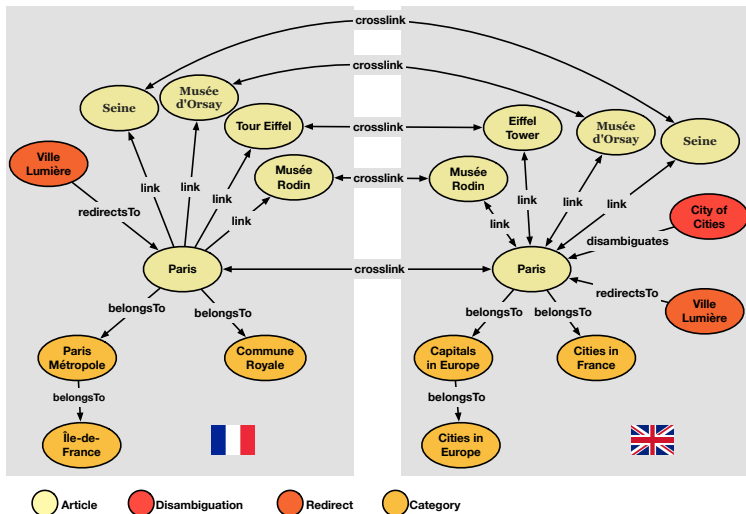 crosslink
crosslink
Seine
Musée
d'Orsay
Tour Eiffel
crosslink
Eiffel
Tower
Musée
d'Orsay
Seine
Ville
Lumière
link
link
link
Musée
Rodin
crosslink
Musée
Rodin
link
link
link
redirectsTo
link
link
City of
Cities
disambiguates
Paris
crosslink
Paris
redirectsTo
Ville
Lumière
belongsTo
belongsTo
belongsTo
belongsTo
Paris
Métropole
Commune
Royale
Capitals
in Europe
Cities in
France
belongsTo
belongsTo
Île-de-
France
Cities in
Europe
Article
Disambiguation
Redirect
Category